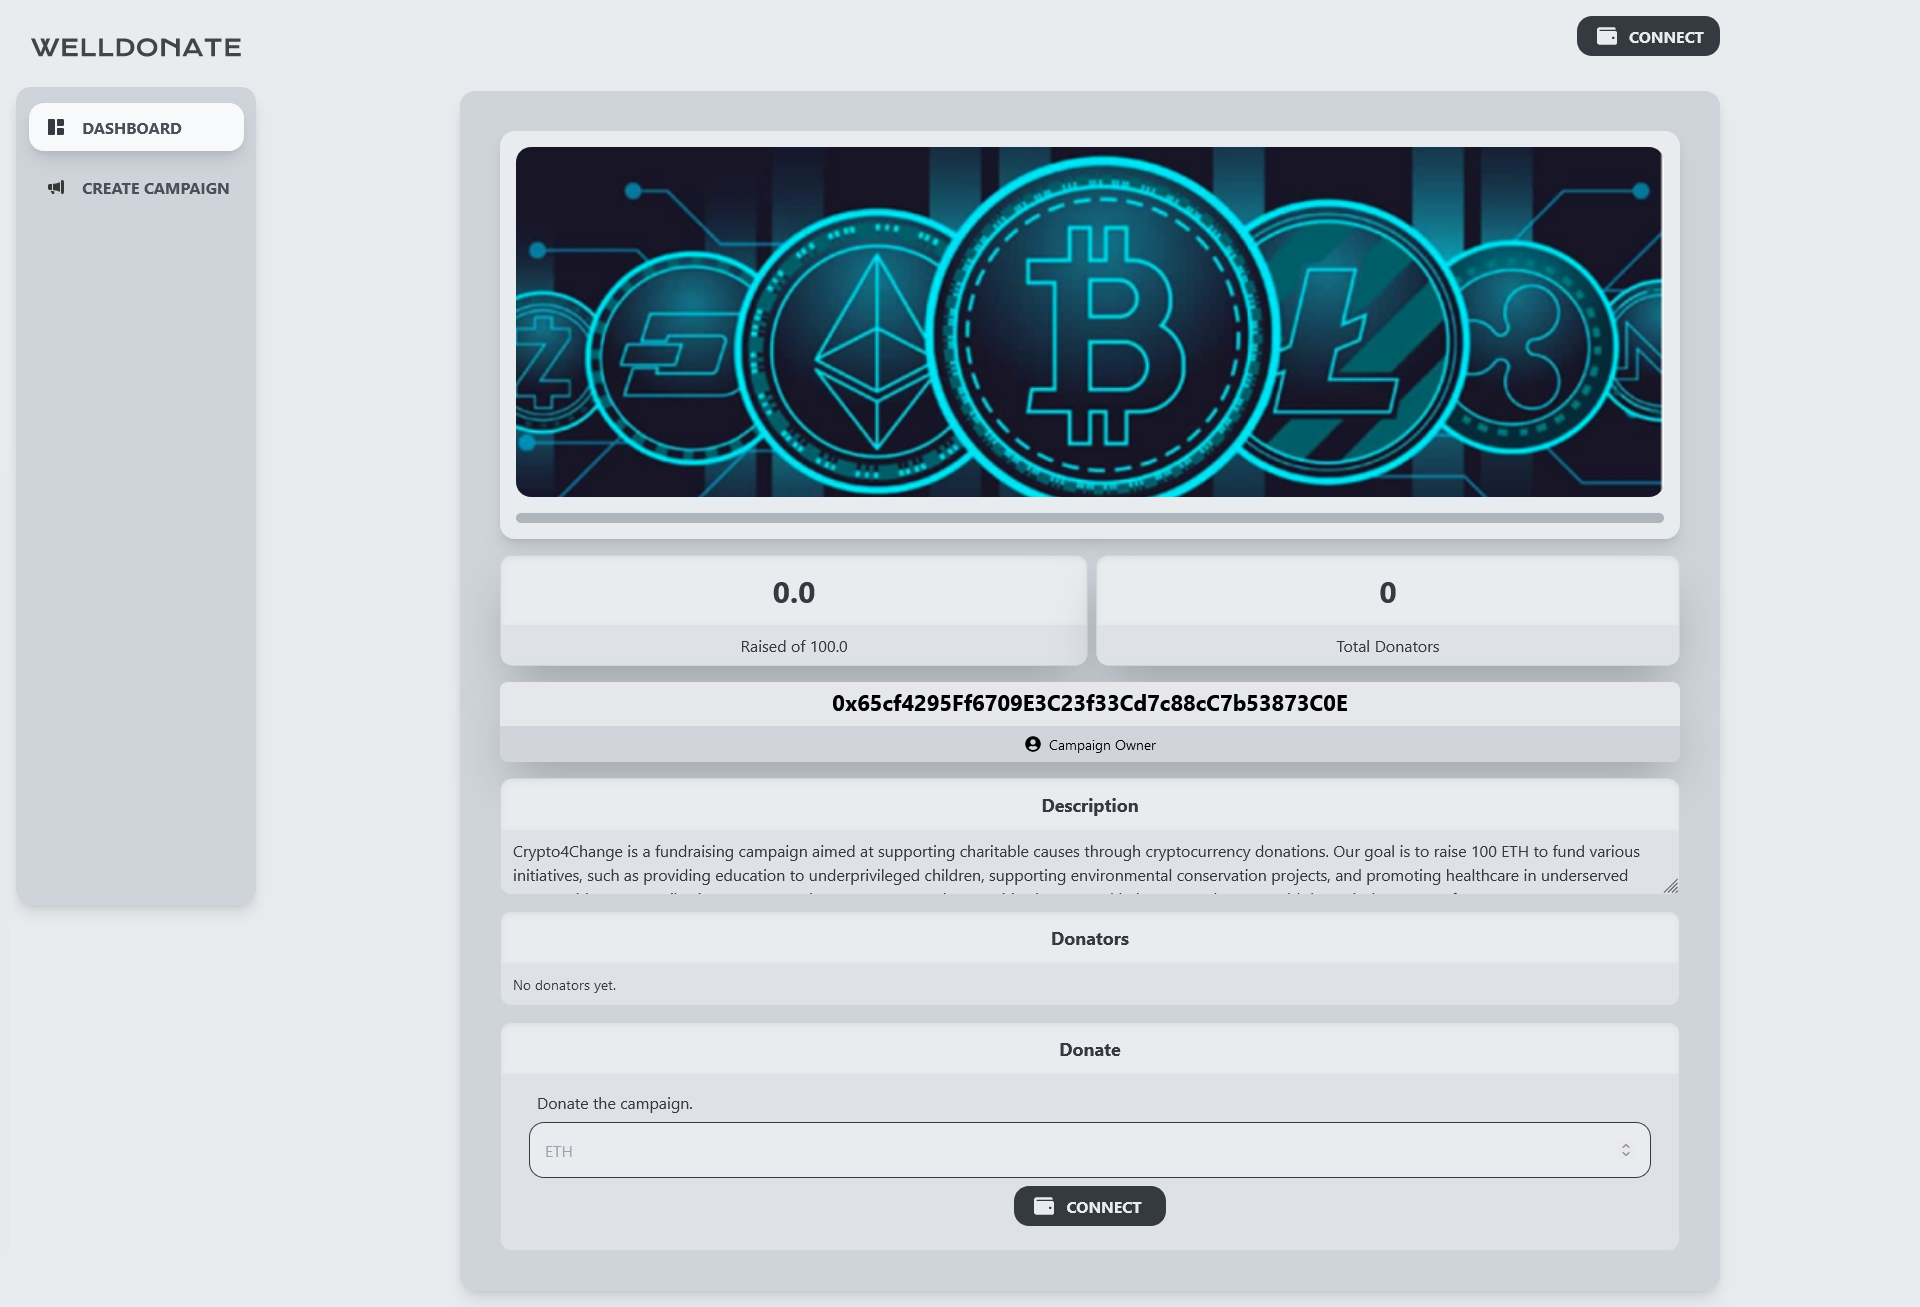 WELLDONATE
CONNECT
DASHBOARD
CREATE CAMPAIGN
0.0
Raised of 100.0
0
Total Donators
0x65cf4295Ff6709E3C23f33Cd7c88cC7b53873C0E
Campaign Owner
Description
Crypto4Change is a fundraising campaign aimed at supporting charitable causes through cryptocurrency donations. Our goal is to raise 100 ETH to fund various
initiatives, such as providing education to underprivileged children, supporting environmental conservation projects, and promoting healthcare in underserved
Donators
No donators yet.
Donate
Donate the campaign.
ETH
CONNECT